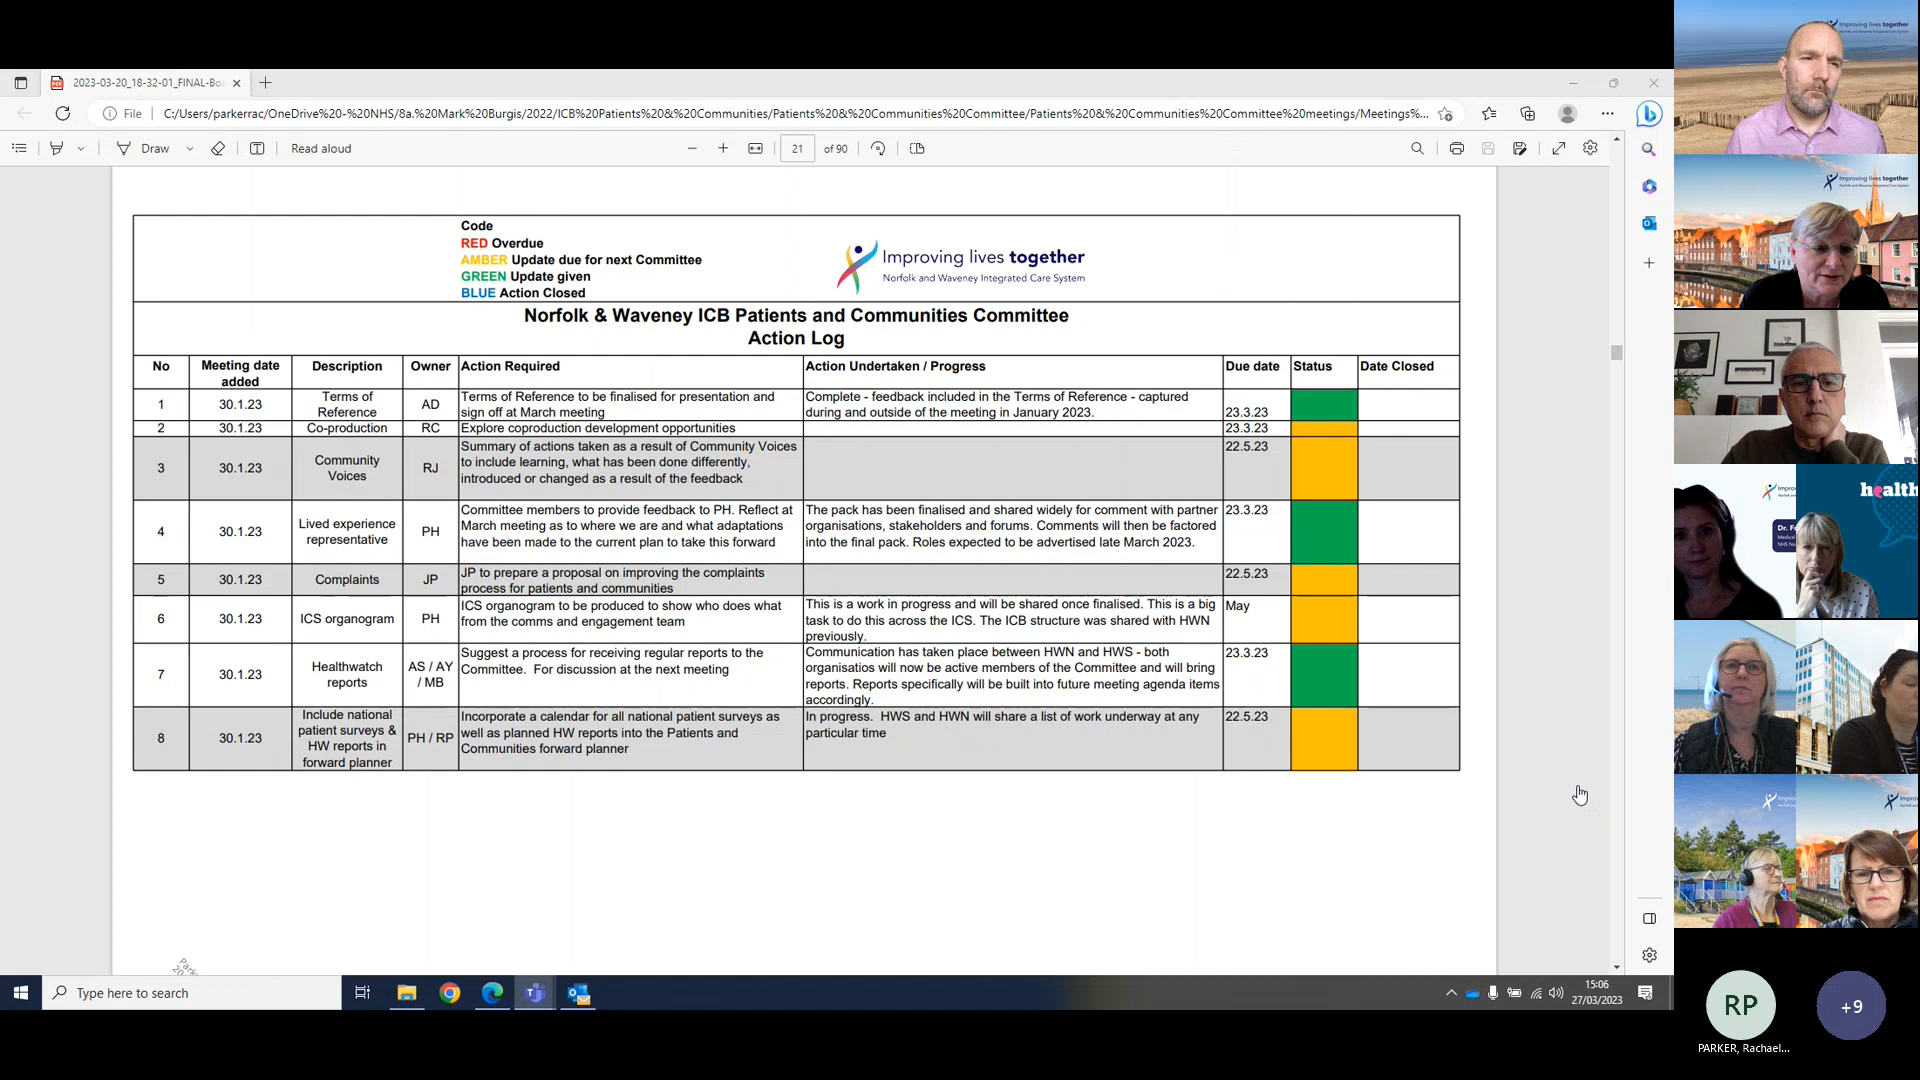 2023-03-20_18-32-01_FINAL-Bo
File
C:/Users/parkerrac/OneDrive%20-%20NHS/8a.%20Mark%20Burgis/2022/ICB%20Patients%20&%20Communities/Patients%20&%20Communities%20Committee/Patients%20&%20Communities%20Committee%20meetings/Meetings%...
Draw
Read aloud
21
of 90
Code
RED Overdue
AMBER Update due for next Committee
GREEN Update given
BLUE Action Closed
Improving lives together
Norfolk and Waveney Integrated Care System
Norfolk & Waveney ICB Patients and Communities Committee
Action Log
No
Meeting date
added
Description
Owner
Action Required
Action Undertaken / Progress
Due date
Status
Date Closed
1
30.1.23
Terms of
Reference
AD
Terms of Reference to be finalised for presentation and
sign off at March meeting
Complete - feedback included in the Terms of Reference - captured
during and outside of the meeting in January 2023.
23.3.23
2
30.1.23
Co-production
RC
Explore coproduction development opportunities
23.3.23
3
30.1.23
Community
Voices
RJ
Summary of actions taken as a result of Community Voices
to include learning, what has been done differently,
introduced or changed as a result of the feedback
22.5.23
4
30.1.23
Lived experience
representative
PH
Committee members to provide feedback to PH. Reflect at
March meeting as to where we are and what adaptations
have been made to the current plan to take this forward
The pack has been finalised and shared widely for comment with partner
organisations, stakeholders and forums. Comments will then be factored
into the final pack. Roles expected to be advertised late March 2023.
23.3.23
5
30.1.23
Complaints
JP
JP to prepare a proposal on improving the complaints
process for patients and communities
22.5.23
6
30.1.23
ICS organogram
PH
ICS organogram to be produced to show who does what
from the comms and engagement team
This is a work in progress and will be shared once finalised. This is a big
task to do this across the ICS. The ICB structure was shared with HWN
previously.
May
7
30.1.23
Healthwatch
reports
AS / AY
/ MB
Suggest a process for receiving regular reports to the
Committee. For discussion at the next meeting
Communication has taken place between HWN and HWS - both
organisatios will now be active members of the Committee and will bring
reports. Reports specifically will be built into future meeting agenda items
accordingly.
23.3.23
8
30.1.23
Include national
patient surveys &
HW reports in
forward planner
PH / RP
Incorporate a calendar for all national patient surveys as
well as planned HW reports into the Patients and
Communities forward planner
In progress. HWS and HWN will share a list of work underway at any
particular time
22.5.23
Type here to search
15:06
27/03/2023
Improving lives together
Improving lives together
Norfolk and Waveney Integrated Care System
Dr. Fe
Medical
NHS No
health
RP
+9
PARKER, Rachael...